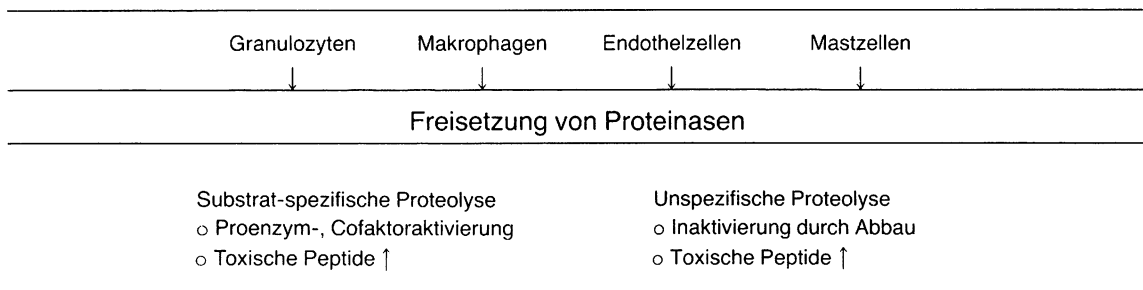 Granulozyten Makrophagen Endothelzellen Mastzellen
↓ ↓ ↓ ↓
Freisetzung von Proteinasen
Substrat-spezifische Proteolyse
o Proenzym-, Cofaktoraktivierung
o Toxische Peptide ↑
Unspezifische Proteolyse
o Inaktivierung durch Abbau
o Toxische Peptide ↑